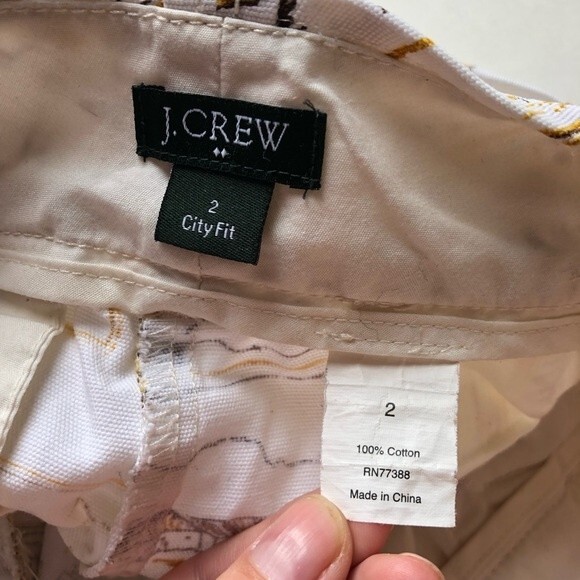 J.CREW
2
City Fit
2
100% Cotton
RN77388
Made in China